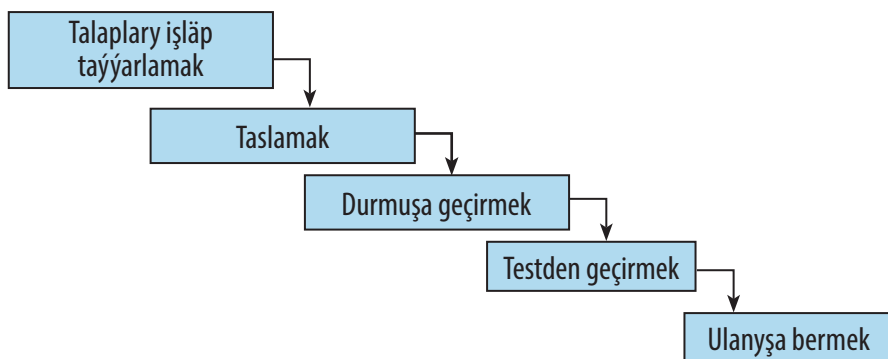 Talaplary işläp
taýýarlamak
Taslamak
Durmuşa geçirmek
Testden geçirmek
Ulanyşa bermek